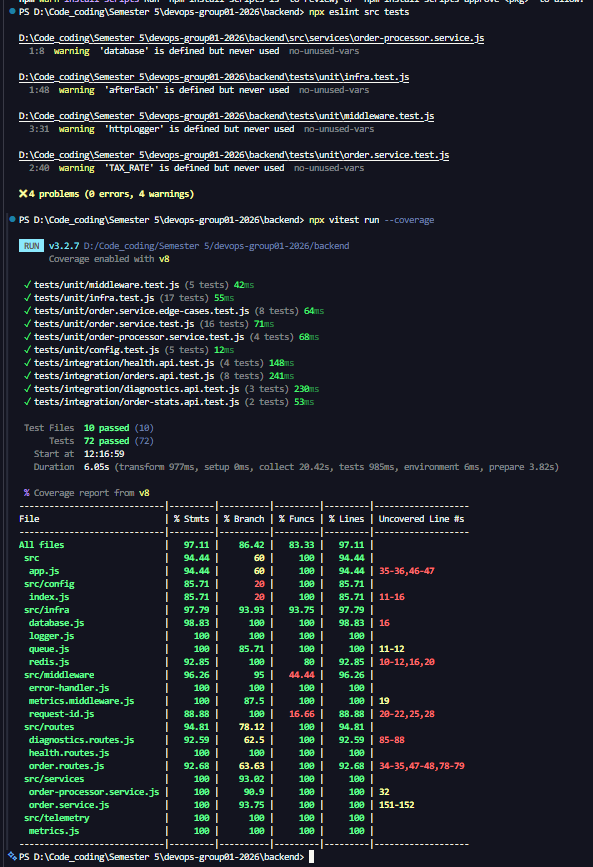 npm warn install scripts Run `npm install-scripts ls` to review, or `npm install-scripts approve <pkg>` to allow.
PS D:\Code_coding\Semester 5\devops-group01-2026\backend> npx eslint src tests
D:\Code_coding\Semester 5\devops-group01-2026\backend\src\services\order-processor.service.js
1:8 warning 'database' is defined but never used no-unused-vars
D:\Code_coding\Semester 5\devops-group01-2026\backend\tests\unit\infra.test.js
1:48 warning 'afterEach' is defined but never used no-unused-vars
D:\Code_coding\Semester 5\devops-group01-2026\backend\tests\unit\middleware.test.js
3:31 warning 'httpLogger' is defined but never used no-unused-vars
D:\Code_coding\Semester 5\devops-group01-2026\backend\tests\unit\order.service.test.js
2:40 warning 'TAX_RATE' is defined but never used no-unused-vars
✖ 4 problems (0 errors, 4 warnings)
PS D:\Code_coding\Semester 5\devops-group01-2026\backend> npx vitest run --coverage
RUN v3.2.7 D:/Code_coding/Semester 5/devops-group01-2026/backend
Coverage enabled with v8
✓ tests/unit/middleware.test.js (5 tests) 42ms
✓ tests/unit/infra.test.js (17 tests) 55ms
✓ tests/unit/order.service.edge-cases.test.js (8 tests) 64ms
✓ tests/unit/order.service.test.js (16 tests) 71ms
✓ tests/unit/order-processor.service.test.js (4 tests) 68ms
✓ tests/unit/config.test.js (5 tests) 12ms
✓ tests/integration/health.api.test.js (4 tests) 148ms
✓ tests/integration/orders.api.test.js (8 tests) 241ms
✓ tests/integration/diagnostics.api.test.js (3 tests) 230ms
✓ tests/integration/order-stats.api.test.js (2 tests) 53ms
Test Files 10 passed (10)
Tests 72 passed (72)
Start at 12:16:59
Duration 6.05s (transform 977ms, setup 0ms, collect 20.42s, tests 985ms, environment 6ms, prepare 3.82s)
% Coverage report from v8
File | % Stmts | % Branch | % Funcs | % Lines | Uncovered Line #s
All files | 97.11 | 86.42 | 83.33 | 97.11 |
src | 94.44 | 60 | 100 | 94.44 |
app.js | 94.44 | 60 | 100 | 94.44 | 35-36,46-47
src/config | 85.71 | 20 | 100 | 85.71 |
index.js | 85.71 | 20 | 100 | 85.71 | 11-16
src/infra | 97.79 | 93.93 | 93.75 | 97.79 |
database.js | 98.83 | 100 | 100 | 98.83 | 16
logger.js | 100 | 100 | 100 | 100 |
queue.js | 100 | 85.71 | 100 | 100 | 11-12
redis.js | 92.85 | 100 | 80 | 92.85 | 10-12,16,20
src/middleware | 96.26 | 95 | 44.44 | 96.26 |
error-handler.js | 100 | 100 | 100 | 100 |
metrics.middleware.js | 100 | 87.5 | 100 | 100 | 19
request-id.js | 88.88 | 100 | 16.66 | 88.88 | 20-22,25,28
src/routes | 94.81 | 78.12 | 100 | 94.81 |
diagnostics.routes.js | 92.59 | 62.5 | 100 | 92.59 | 85-88
health.routes.js | 100 | 100 | 100 | 100 |
order.routes.js | 92.68 | 63.63 | 100 | 92.68 | 34-35,47-48,78-79
src/services | 100 | 93.02 | 100 | 100 |
order-processor.service.js | 100 | 90.9 | 100 | 100 | 32
order.service.js | 100 | 93.75 | 100 | 100 | 151-152
src/telemetry | 100 | 100 | 100 | 100 |
metrics.js | 100 | 100 | 100 | 100 |
PS D:\Code_coding\Semester 5\devops-group01-2026\backend>